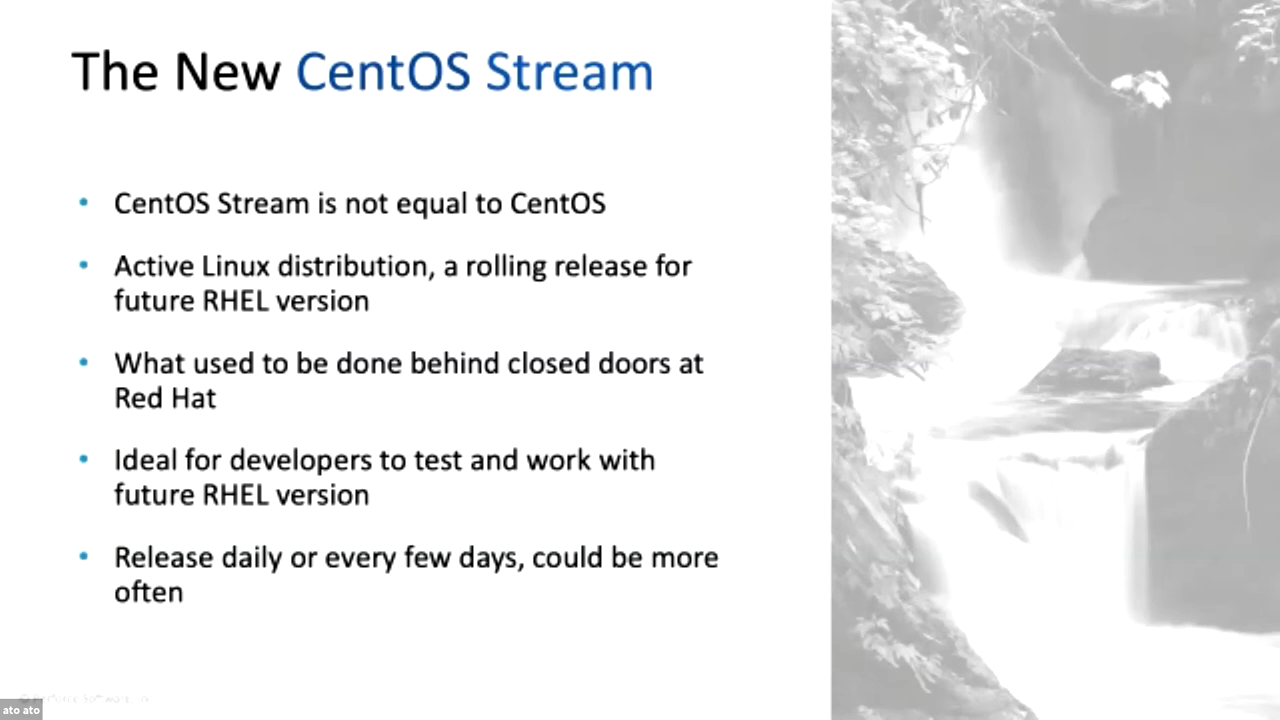 The New CentOS Stream
• CentOS Stream is not equal to CentOS
• Active Linux distribution, a rolling release for
future RHEL version
• What used to be done behind closed doors at
Red Hat
• Ideal for developers to test and work with
future RHEL version
• Release daily or every few days, could be more
often
ato ato